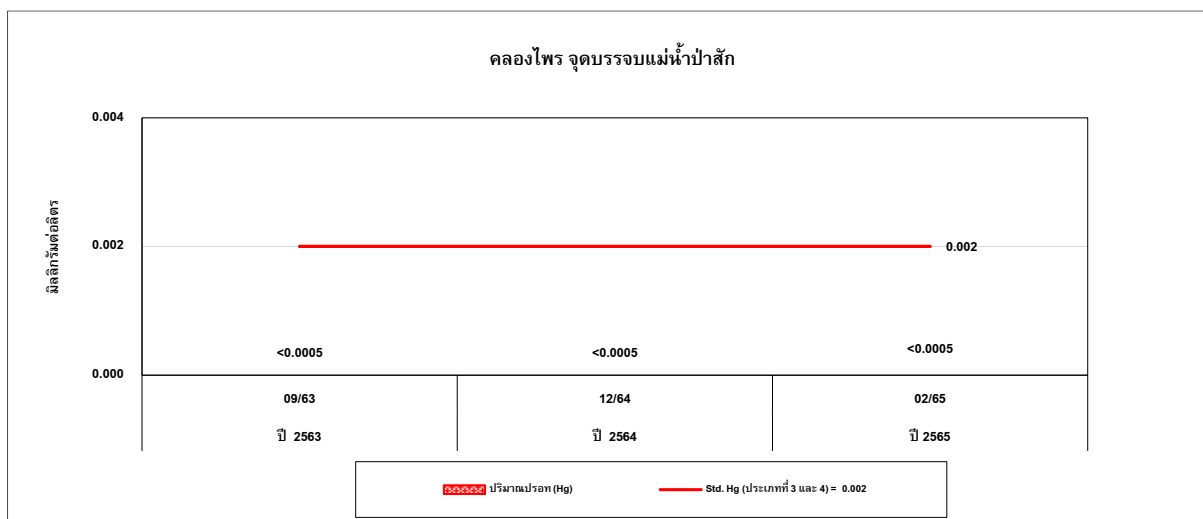 คลองไพร จุดบรรจบแม่น้ำป่าสัก
มิลลิกรัมต่อลิตร
0.004
0.002
0.002
<0.0005 <0.0005 <0.0005
0.000
09/63 12/64 02/65
ปี 2563 ปี 2564 ปี 2565
ปริมาณปรอท (Hg) Std. Hg (ประเภทที่ 3 และ 4) = 0.002